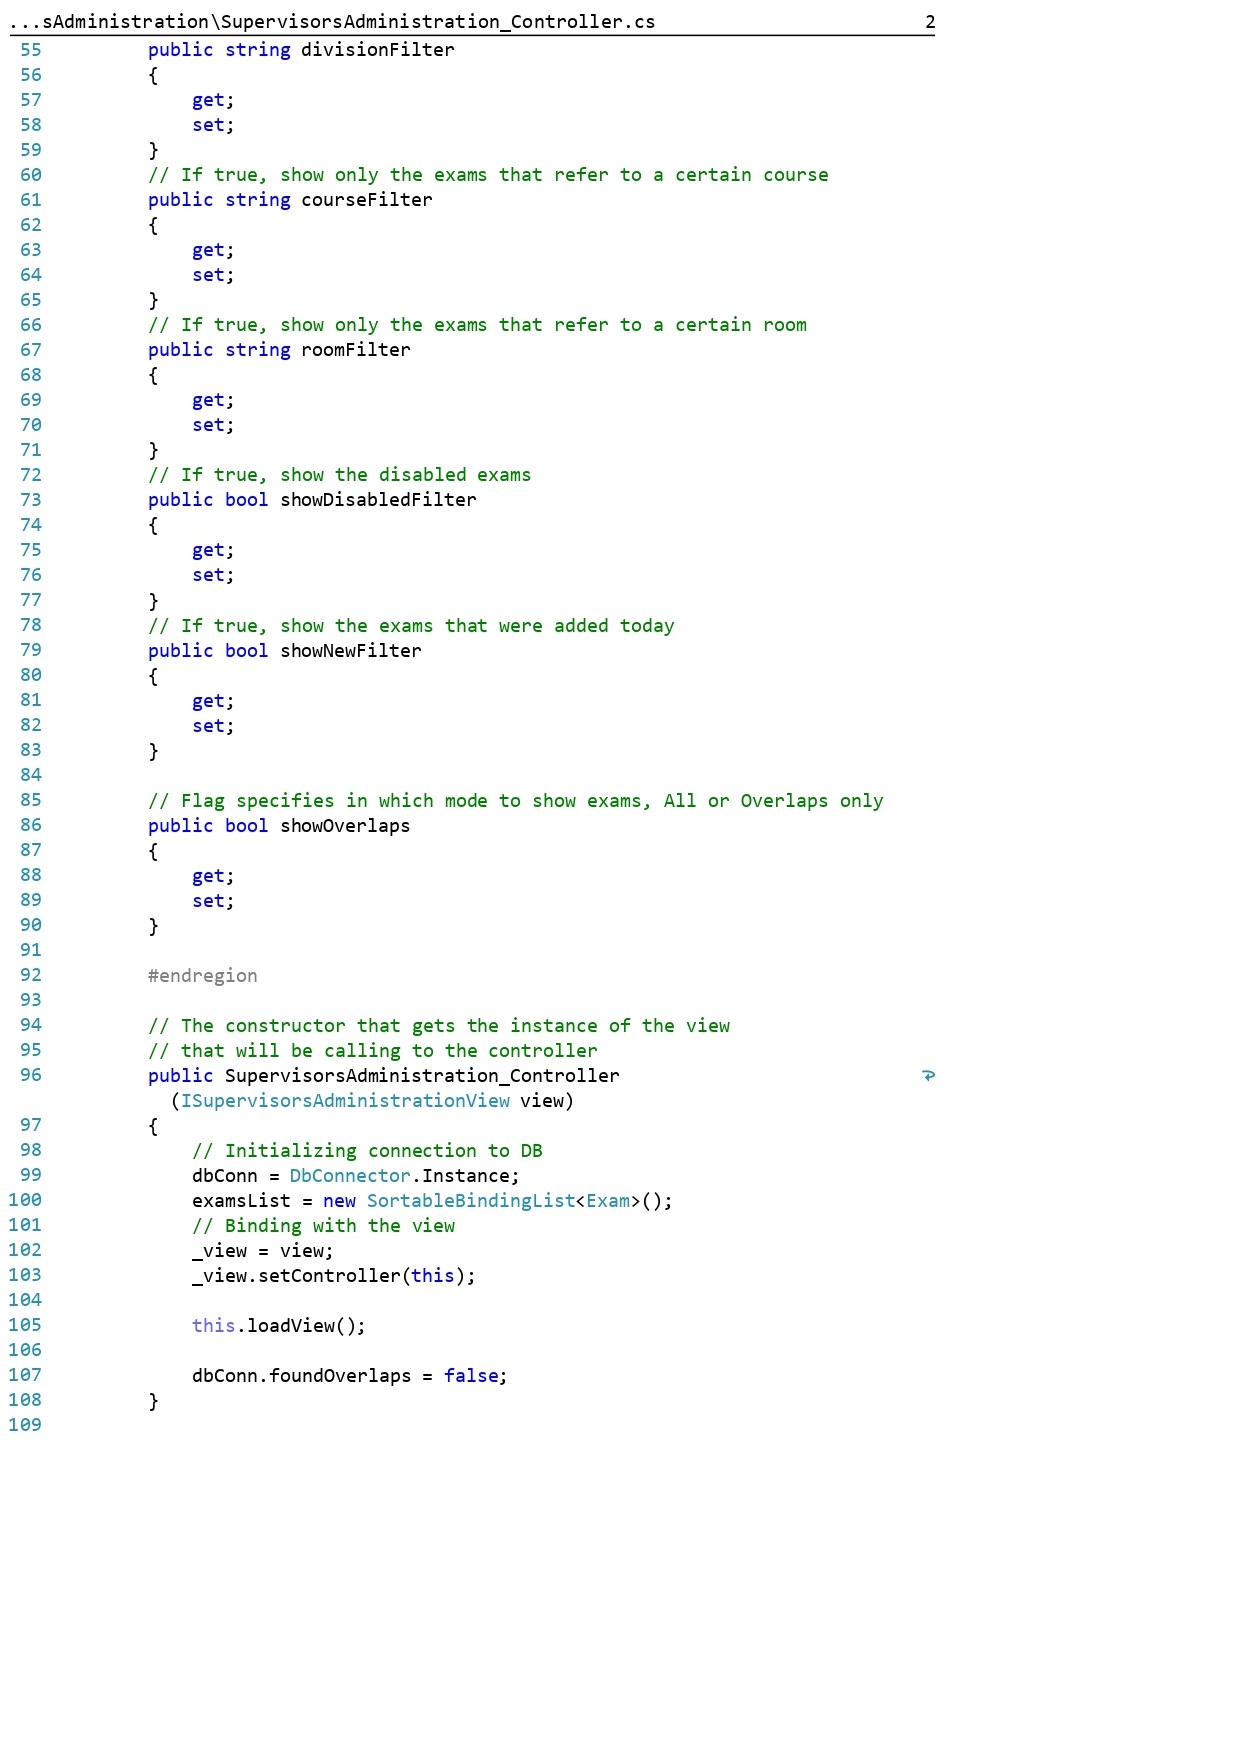 ...sAdministration\SupervisorsAdministration_Controller.cs 2
55 public string divisionFilter
56 {
57 get;
58 set;
59 }
60 // If true, show only the exams that refer to a certain course
61 public string courseFilter
62 {
63 get;
64 set;
65 }
66 // If true, show only the exams that refer to a certain room
67 public string roomFilter
68 {
69 get;
70 set;
71 }
72 // If true, show the disabled exams
73 public bool showDisabledFilter
74 {
75 get;
76 set;
77 }
78 // If true, show the exams that were added today
79 public bool showNewFilter
80 {
81 get;
82 set;
83 }
84
85 // Flag specifies in which mode to show exams, All or Overlaps only
86 public bool showOverlaps
87 {
88 get;
89 set;
90 }
91
92 #endregion
93
94 // The constructor that gets the instance of the view
95 // that will be calling to the controller
96 public SupervisorsAdministration_Controller
(ISupervisorsAdministrationView view)
97 {
98 // Initializing connection to DB
99 dbConn = DbConnector.Instance;
100 examsList = new SortableBindingList<Exam>();
101 // Binding with the view
102 _view = view;
103 _view.setController(this);
104
105 this.loadView();
106
107 dbConn.foundOverlaps = false;
108 }
109